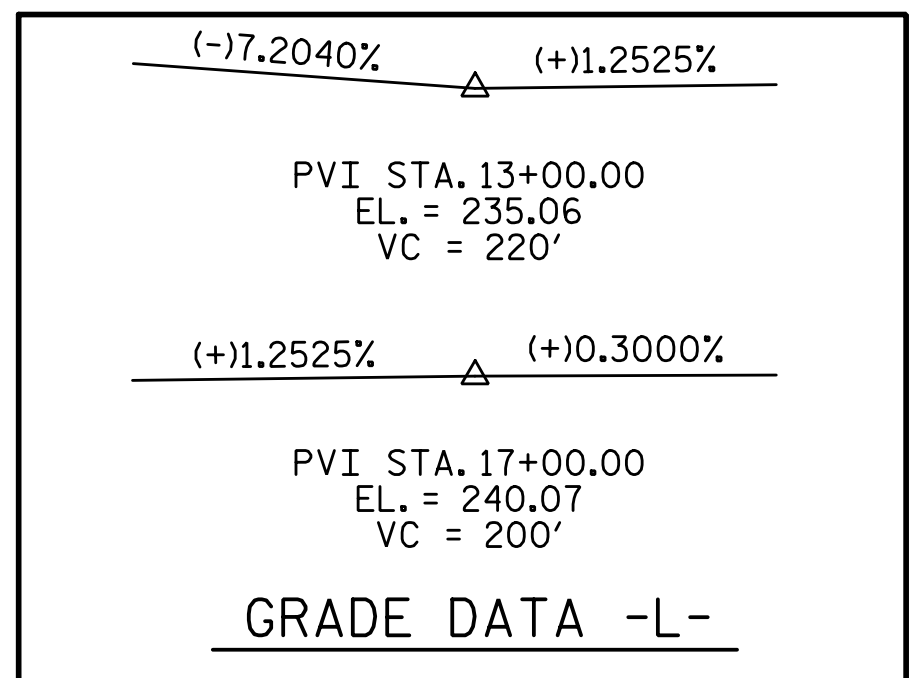 (-)7.2040% (+)1.2525%
PVI STA. 13+00.00
EL. = 235.06
VC = 220'
(+)1.2525% (+)0.3000%
PVI STA. 17+00.00
EL. = 240.07
VC = 200'
GRADE DATA -L-